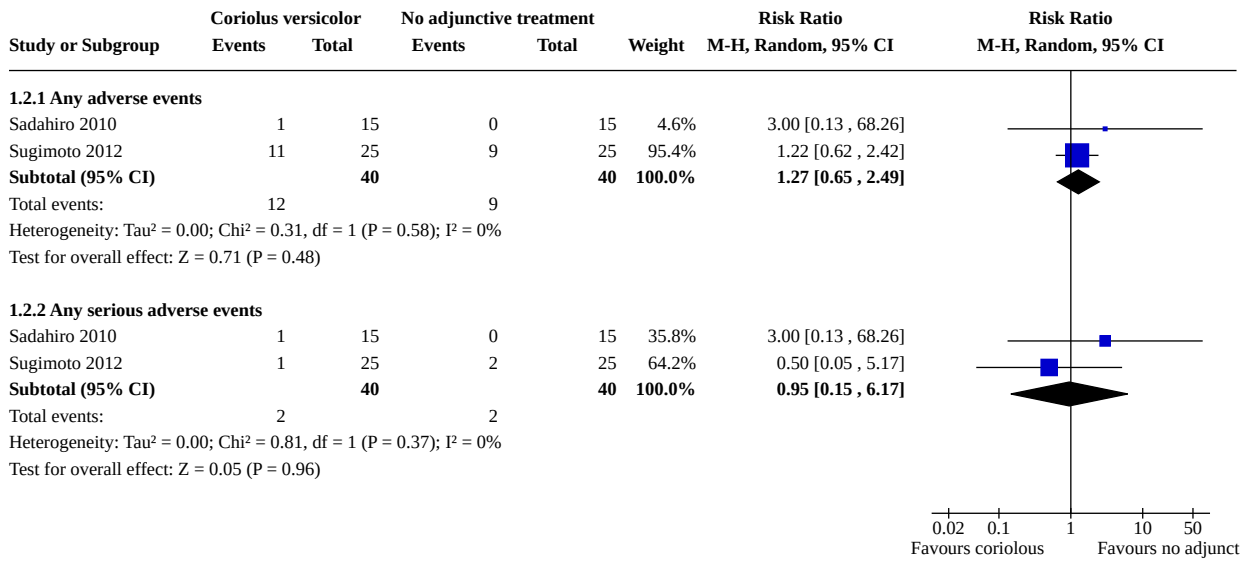 Coriolus versicolor No adjunctive treatment Risk Ratio Risk Ratio
Study or Subgroup Events Total Events Total Weight M-H, Random, 95% CI M-H, Random, 95% CI
1.2.1 Any adverse events
Sadahiro 2010 1 15 0 15 4.6% 3.00 [0.13 , 68.26]
Sugimoto 2012 11 25 9 25 95.4% 1.22 [0.62 , 2.42]
Subtotal (95% CI) 40 40 100.0% 1.27 [0.65 , 2.49]
Total events: 12 9
Heterogeneity: Tau² = 0.00; Chi² = 0.31, df = 1 (P = 0.58); I² = 0%
Test for overall effect: Z = 0.71 (P = 0.48)
1.2.2 Any serious adverse events
Sadahiro 2010 1 15 0 15 35.8% 3.00 [0.13 , 68.26]
Sugimoto 2012 1 25 2 25 64.2% 0.50 [0.05 , 5.17]
Subtotal (95% CI) 40 40 100.0% 0.95 [0.15 , 6.17]
Total events: 2 2
Heterogeneity: Tau² = 0.00; Chi² = 0.81, df = 1 (P = 0.37); I² = 0%
Test for overall effect: Z = 0.05 (P = 0.96)
0.02 0.1 1 10 50
Favours coriolous Favours no adjunct